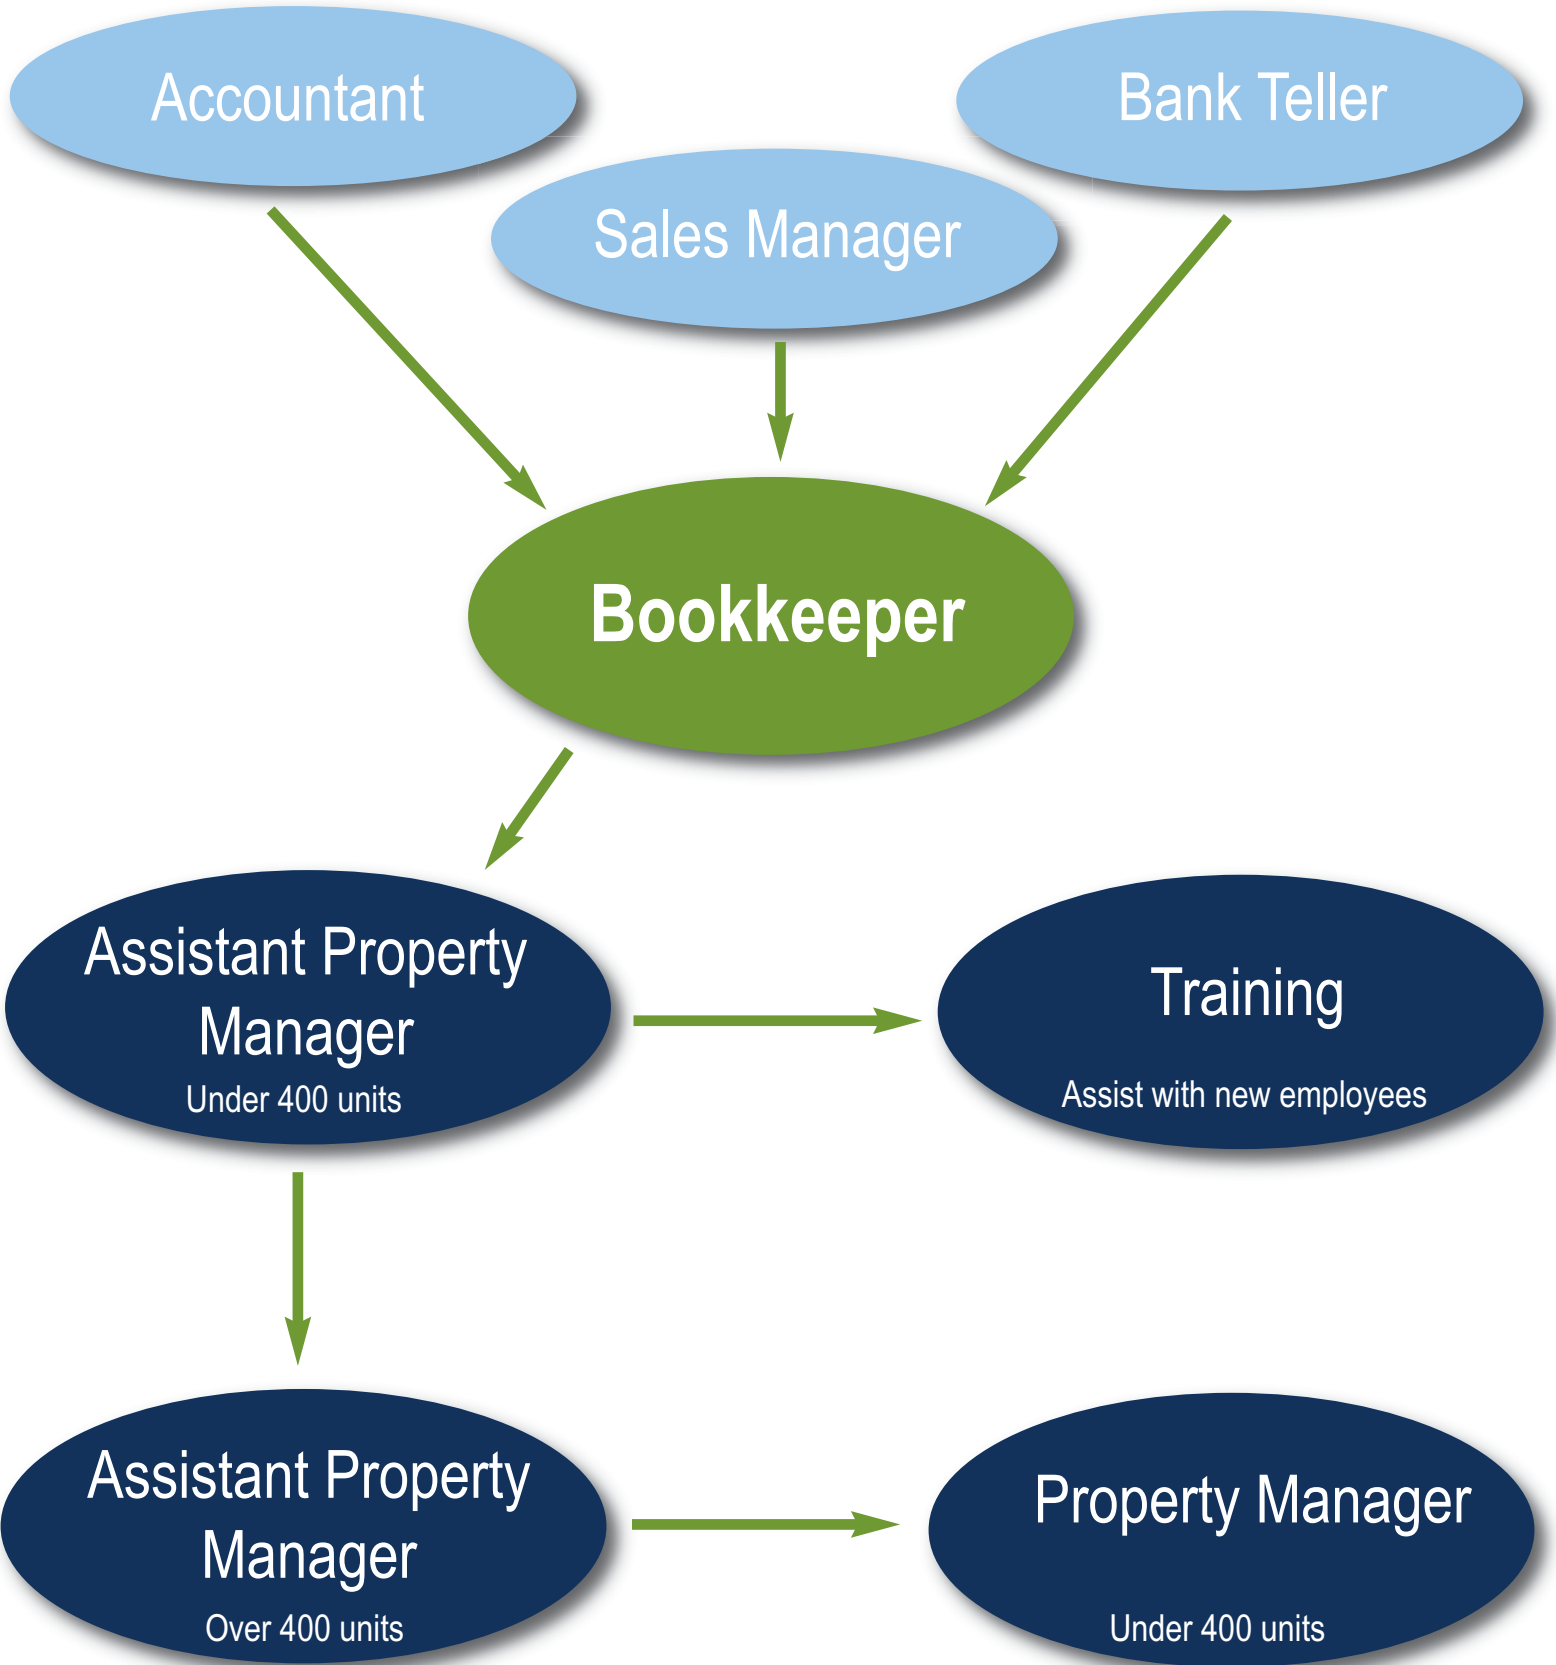 Accountant
Bank Teller
Sales Manager
Bookkeeper
Assistant Property
Manager
Under 400 units
Training
Assist with new employees
Assistant Property
Manager
Over 400 units
Property Manager
Under 400 units